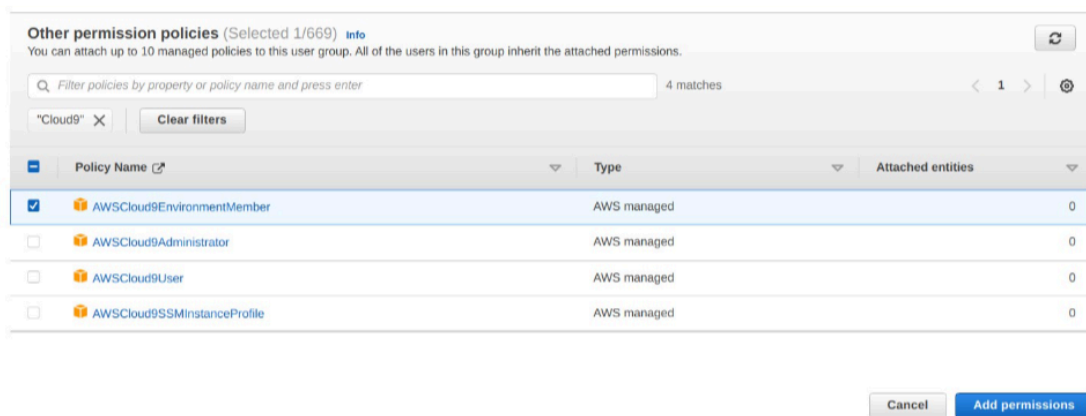 Other permission policies (Selected 1/669) Info
You can attach up to 10 managed policies to this user group. All of the users in this group inherit the attached permissions.
Filter policies by property or policy name and press enter 4 matches 1
"Cloud9" Clear filters
Policy Name Type Attached entities
AWSCloud9EnvironmentMember AWS managed 0
AWSCloud9Administrator AWS managed 0
AWSCloud9User AWS managed 0
AWSCloud9SSMInstanceProfile AWS managed 0
Cancel Add permissions